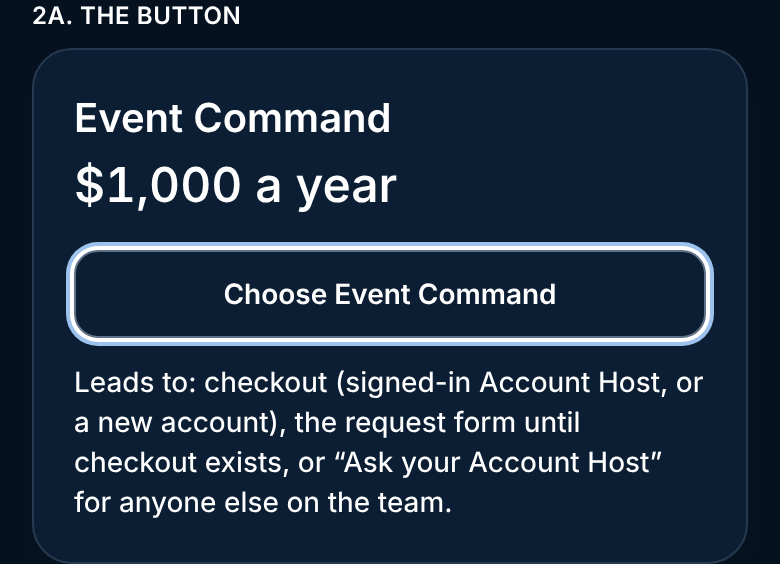 2A. THE BUTTON
Event Command
$1,000 a year
Choose Event Command
Leads to: checkout (signed-in Account Host, or
a new account), the request form until
checkout exists, or “Ask your Account Host”
for anyone else on the team.